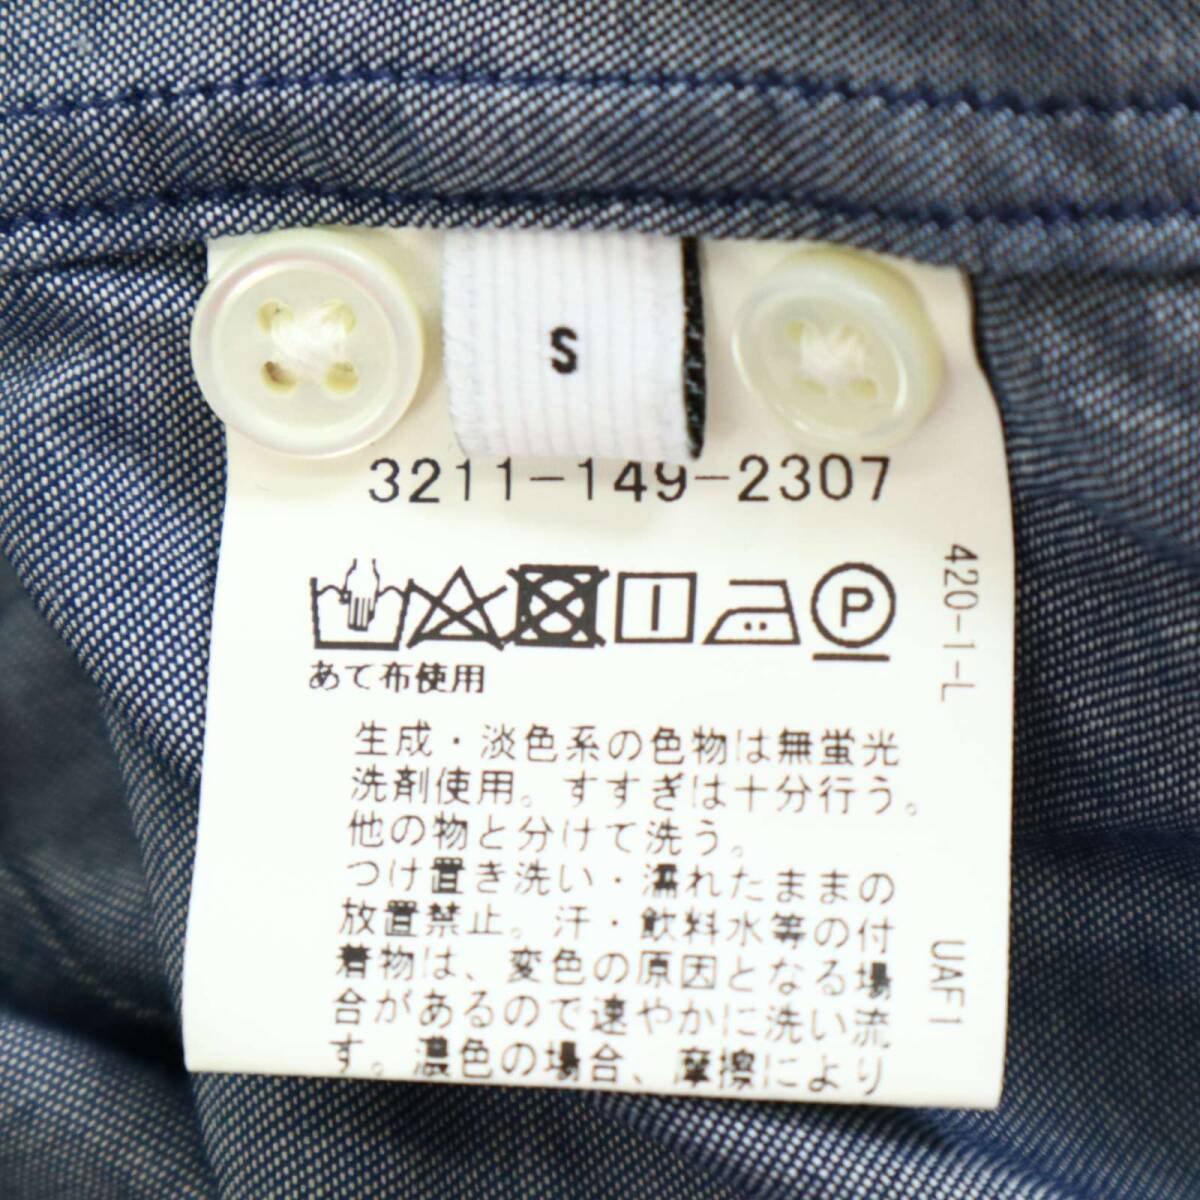 S
3211-149-2307
P
あて布使用
生成・淡色系の色物は無蛍光
洗剤使用。すすぎは十分行う。
他の物と分けて洗う。
つけ置き洗い・濡れたままの
放置禁止。汗・飲料水等の付
着物は、変色の原因となる場
合があるので速やかに洗い流
す。濃色の場合、摩擦により
420-1-L
UAF1